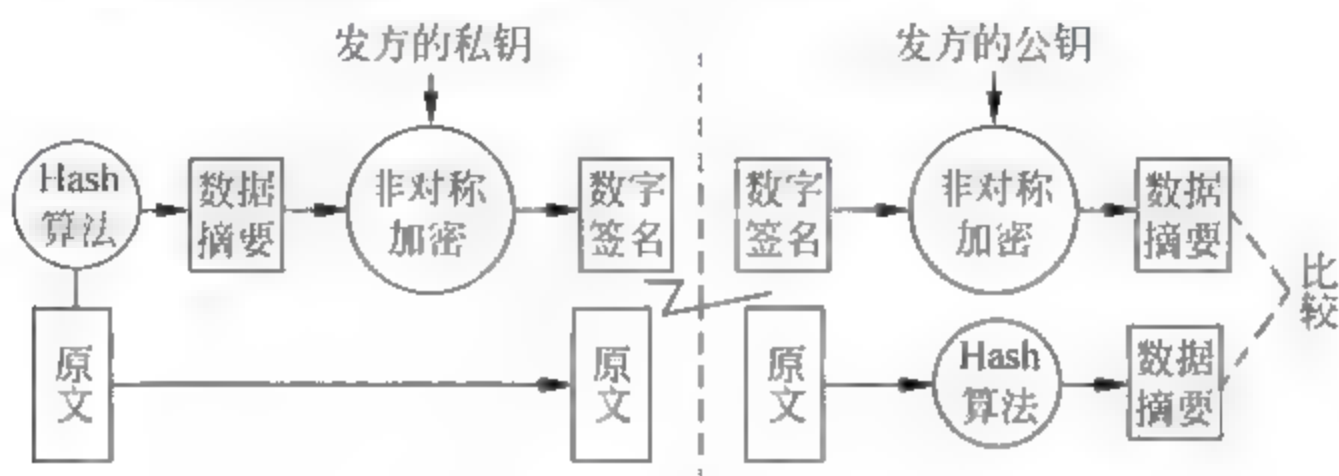 发方的私钥
发方的公钥
Hash
算法
数据
摘要
非对称
加密
数字
签名
数字
签名
非对称
加密
数据
摘要
比
较
原
文
原
文
原
文
Hash
算法
数据
摘要